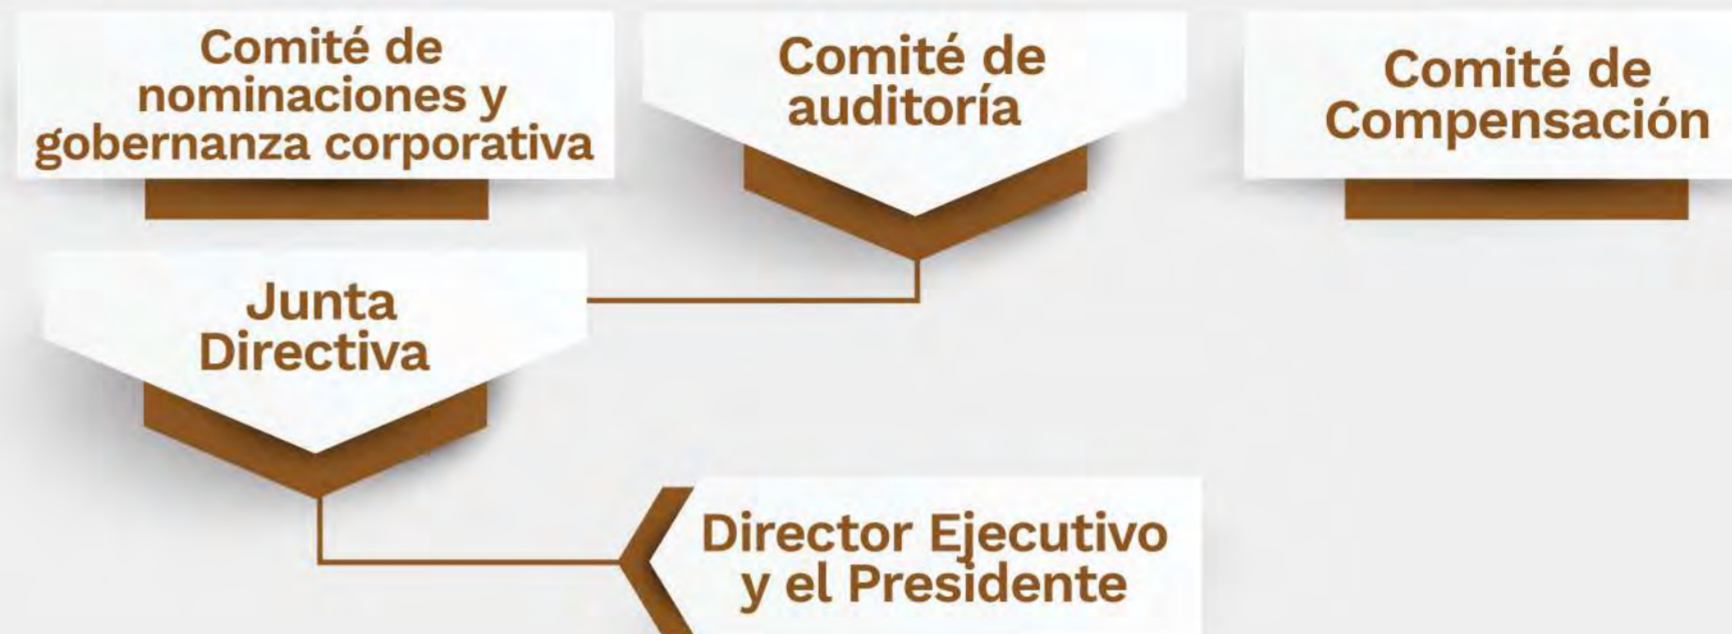 Comité de
nominaciones y
gobernanza corporativa
Comité de
auditoría
Comité de
Compensación
Junta
Directiva
Director Ejecutivo
y el Presidente